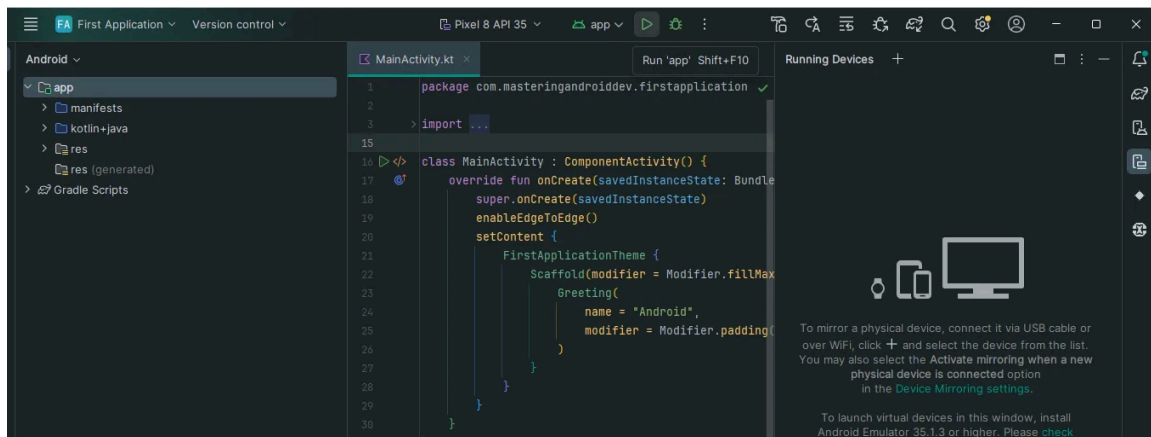 FA First Application Version control Pixel 8 API 35 app
Android
MainActivity.kt
Run 'app' Shift+F10
Running Devices
app
manifests
kotlin+java
res
res (generated)
Gradle Scripts
1 package com.masteringandroiddev.firstapplication
2
3 import ...
15
16 class MainActivity : ComponentActivity() {
17 override fun onCreate(savedInstanceState: Bundle
18 super.onCreate(savedInstanceState)
19 enableEdgeToEdge()
20 setContent {
21 FirstApplicationTheme {
22 Scaffold(modifier = Modifier.fillMax
23 Greeting(
24 name = "Android",
25 modifier = Modifier.padding(
26 )
27 }
28 }
29 }
30 }
To mirror a physical device, connect it via USB cable or
over WiFi, click + and select the device from the list.
You may also select the Activate mirroring when a new
physical device is connected option
in the Device Mirroring settings.
To launch virtual devices in this window, install
Android Emulator 35.1.3 or higher. Please check